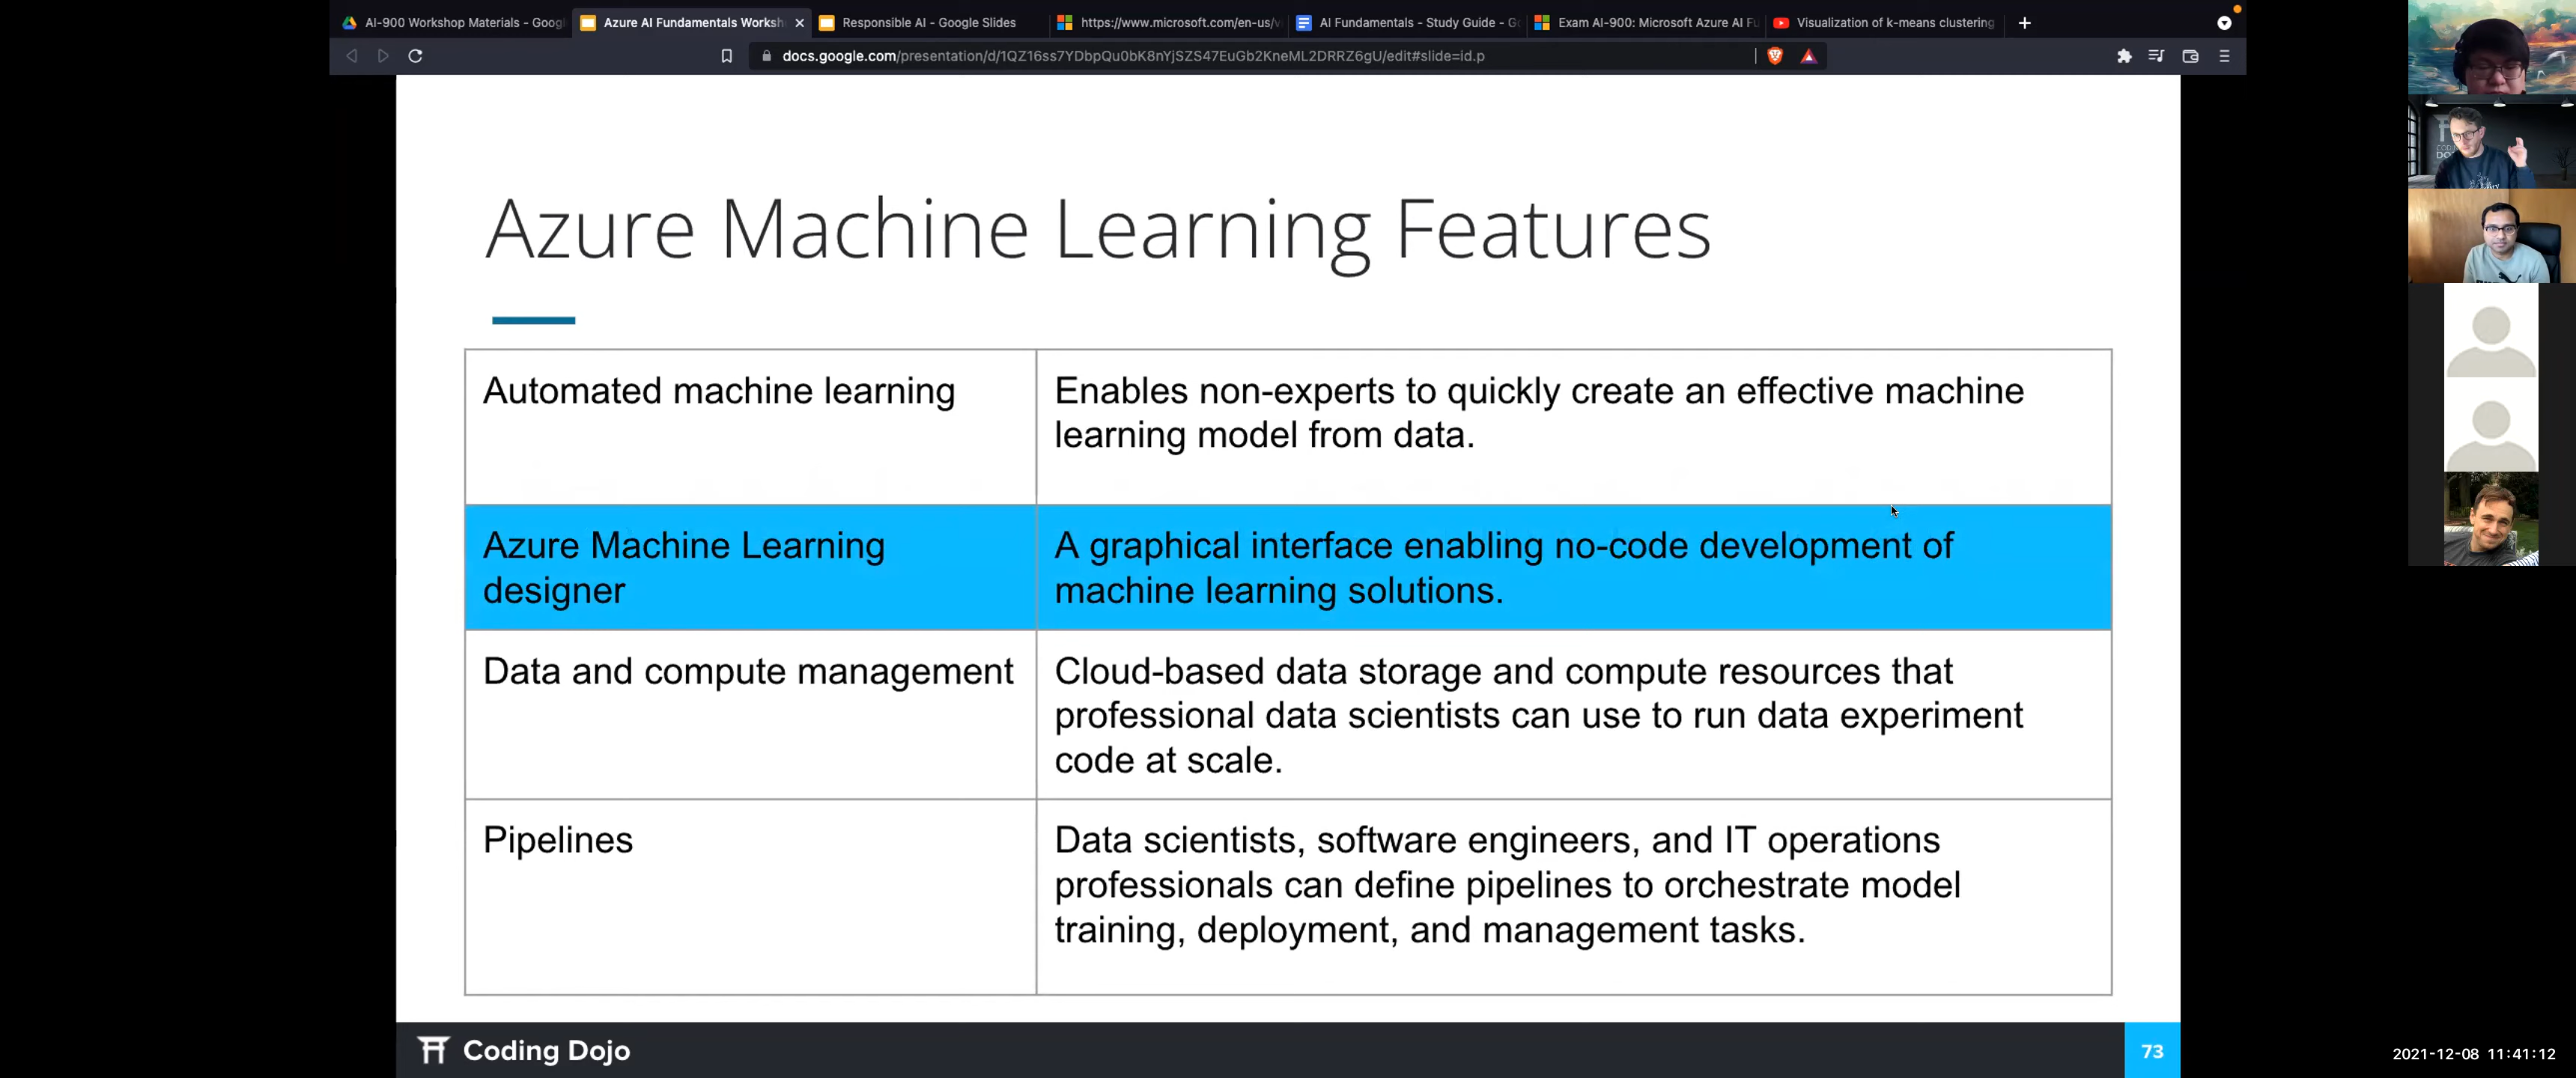 AI-900 Workshop Materials - Googl
Azure AI Fundamentals Worksh
Responsible AI - Google Slides
https://www.microsoft.com/en-us/v
AI Fundamentals - Study Guide - Go
Exam AI-900: Microsoft Azure AI Fu
Visualization of k-means clustering
docs.google.com/presentation/d/1QZ16ss7YDbpQu0bK8nYjSZS47EuGb2KneML2DRRZ6gU/edit#slide=id.p
Azure Machine Learning Features
Automated machine learning
Enables non-experts to quickly create an effective machine
learning model from data.
Azure Machine Learning
designer
A graphical interface enabling no-code development of
machine learning solutions.
Data and compute management
Cloud-based data storage and compute resources that
professional data scientists can use to run data experiment
code at scale.
Pipelines
Data scientists, software engineers, and IT operations
professionals can define pipelines to orchestrate model
training, deployment, and management tasks.
Coding Dojo
73
2021-12-08 11:41:12